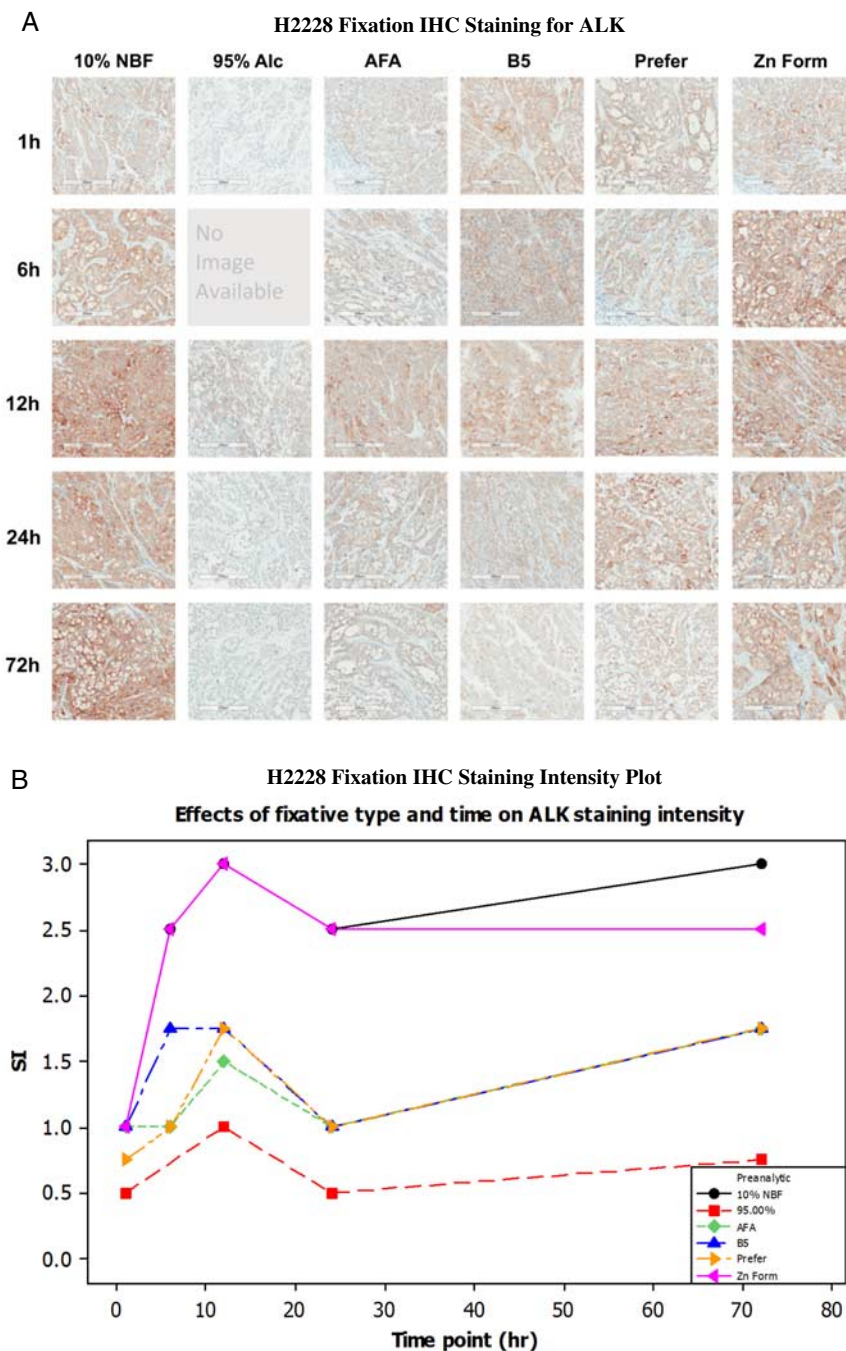 A
H2228 Fixation IHC Staining for ALK
10% NBF 95% Alc AFA B5 Prefer Zn Form
1h
6h
No
Image
Available
12h
24h
72h
B
H2228 Fixation IHC Staining Intensity Plot
Effects of fixative type and time on ALK staining intensity
3.0
2.5
2.0
1.5
1.0
0.5
0.0
SI
0 10 20 30 40 50 60 70 80
Time point (hr)
Preanalytic
10% NBF
95.00%
AFA
B5
Prefer
Zn Form